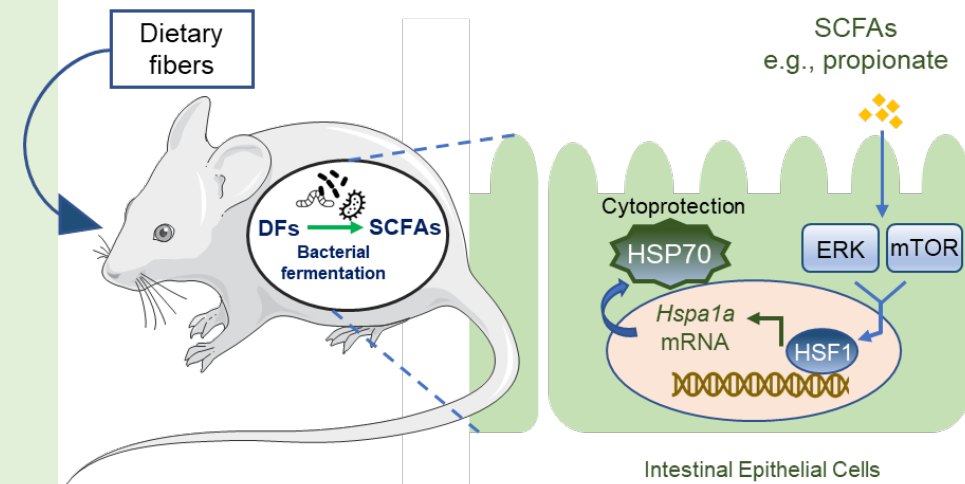 Dietary
fibers
DFs
SCFAs
Bacterial
fermentation
SCFAs
e.g., propionate
Cytoprotection
HSP70
ERK
mTOR
Hspa1a
mRNA
HSF1
Intestinal Epithelial Cells